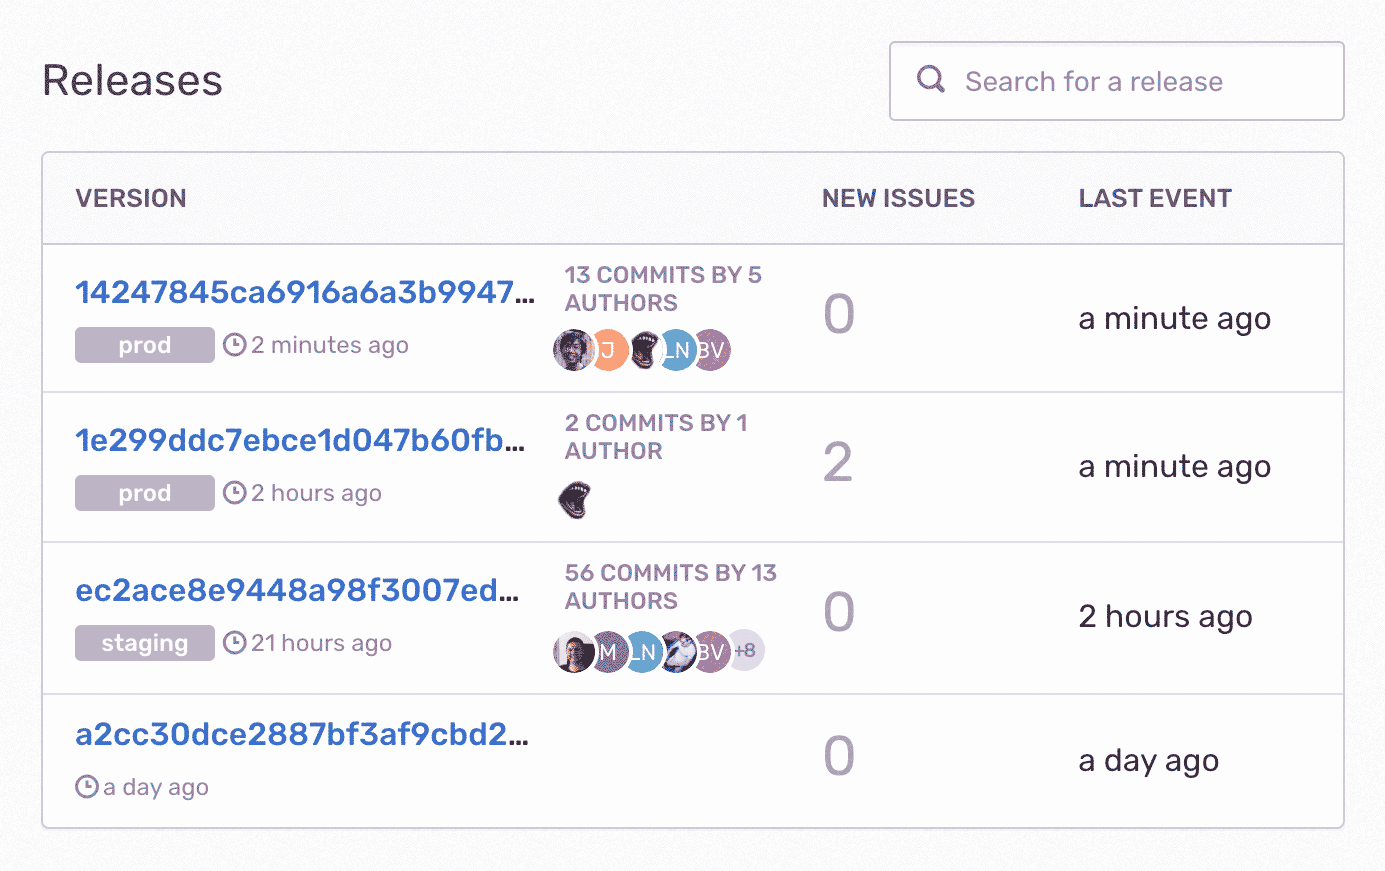 Releases
Search for a release
VERSION NEW ISSUES LAST EVENT
14247845ca6916a6a3b9947...
13 COMMITS BY 5
AUTHORS
prod 2 minutes ago
J LN BV
0
a minute ago
1e299ddc7ebce1d047b60fb...
2 COMMITS BY 1
AUTHOR
prod 2 hours ago
2
a minute ago
ec2ace8e9448a98f3007ed...
56 COMMITS BY 13
AUTHORS
staging 21 hours ago
M LN BV +8
0
2 hours ago
a2cc30dce2887bf3af9cbd2...
a day ago
0
a day ago